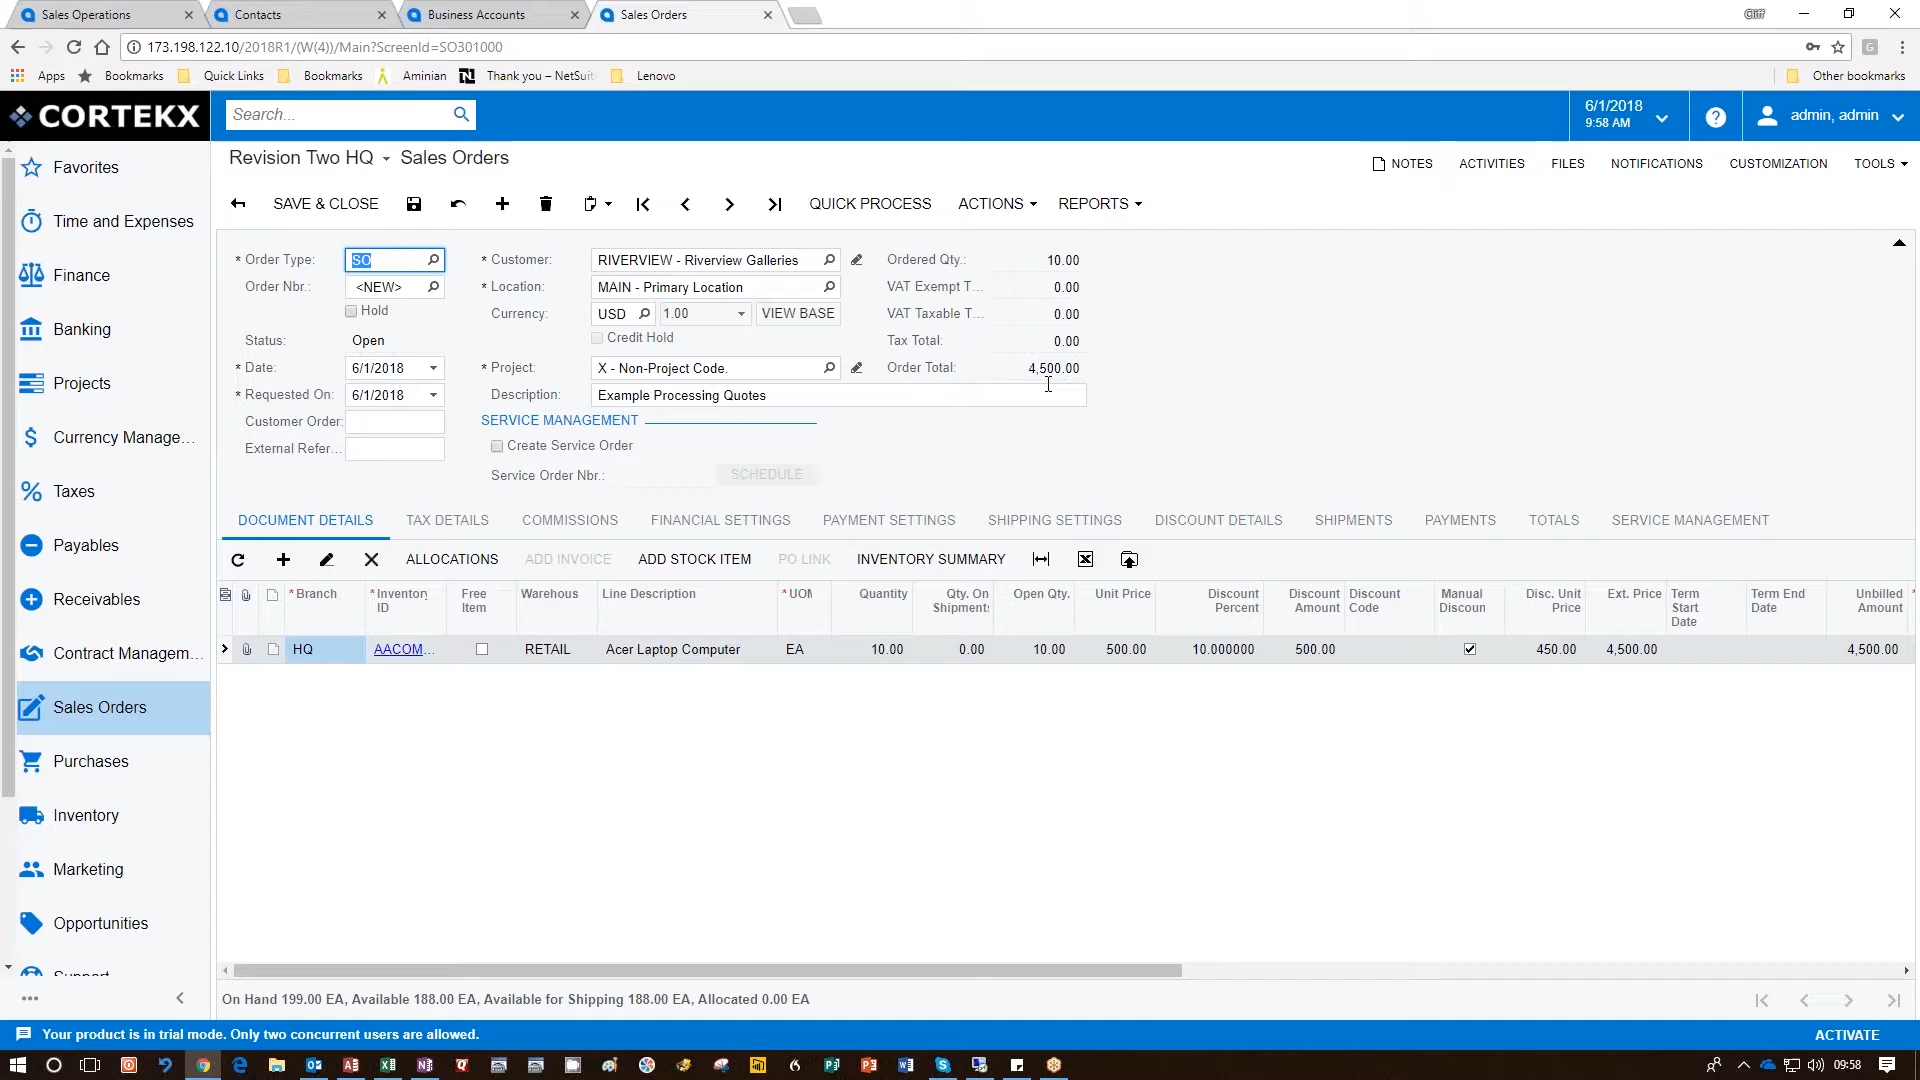 Sales Operations
Contacts
Business Accounts
Sales Orders
Cliff
173.198.122.10/2018R1/(W(4))/Main?ScreenId=SO301000
Apps
Bookmarks
Quick Links
Bookmarks
Aminian
Thank you – NetSuit
Lenovo
Other bookmarks
CORTEKX
Search...
6/1/2018
9:58 AM
admin, admin
Favorites
Time and Expenses
Finance
Banking
Projects
Currency Manage...
Taxes
Payables
Receivables
Contract Managem...
Sales Orders
Purchases
Inventory
Marketing
Opportunities
Support
Revision Two HQ Sales Orders
NOTES ACTIVITIES FILES NOTIFICATIONS CUSTOMIZATION TOOLS
SAVE & CLOSE QUICK PROCESS ACTIONS REPORTS
* Order Type: SO
Order Nbr.: <NEW>
Hold
Status: Open
* Date: 6/1/2018
* Requested On: 6/1/2018
Customer Order:
External Refer...
* Customer: RIVERVIEW - Riverview Galleries
* Location: MAIN - Primary Location
Currency: USD 1.00 VIEW BASE
Credit Hold
* Project: X - Non-Project Code.
Description: Example Processing Quotes
SERVICE MANAGEMENT
Create Service Order
Service Order Nbr.: SCHEDULE
Ordered Qty.: 10.00
VAT Exempt T... 0.00
VAT Taxable T... 0.00
Tax Total: 0.00
Order Total: 4,500.00
DOCUMENT DETAILS TAX DETAILS COMMISSIONS FINANCIAL SETTINGS PAYMENT SETTINGS SHIPPING SETTINGS DISCOUNT DETAILS SHIPMENTS PAYMENTS TOTALS SERVICE MANAGEMENT
ALLOCATIONS ADD INVOICE ADD STOCK ITEM PO LINK INVENTORY SUMMARY
* Branch * Inventory ID Free Item Warehous Line Description * UOM Quantity Qty. On Shipments Open Qty. Unit Price Discount Percent Discount Amount Discount Code Manual Discoun Disc. Unit Price Ext. Price Term Start Date Term End Date Unbilled Amount *
HQ AACOM... RETAIL Acer Laptop Computer EA 10.00 0.00 10.00 500.00 10.000000 500.00 450.00 4,500.00 4,500.00
On Hand 199.00 EA, Available 188.00 EA, Available for Shipping 188.00 EA, Allocated 0.00 EA
Your product is in trial mode. Only two concurrent users are allowed.
ACTIVATE
09:58